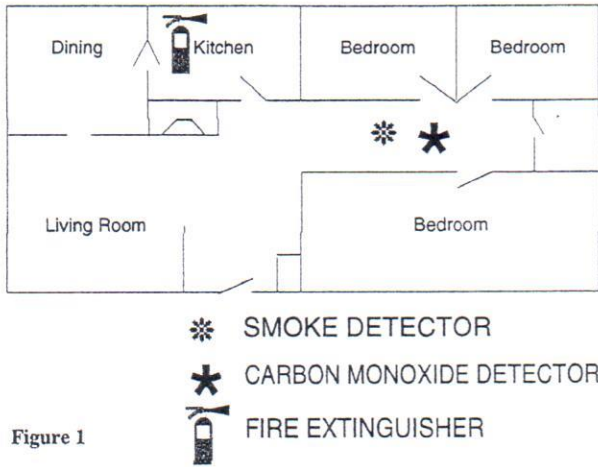 Dining
Kitchen
Bedroom
Bedroom
Living Room
Bedroom
SMOKE DETECTOR
CARBON MONOXIDE DETECTOR
FIRE EXTINGUISHER
Figure 1